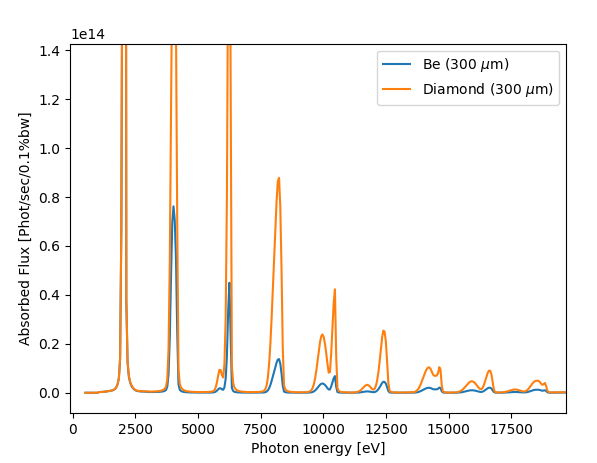 1e14
1.4
1.2
1.0
0.8
0.6
0.4
0.2
0.0
Absorbed Flux [Phot/sec/0.1%bw]
Be (300 μm)
Diamond (300 μm)
0 2500 5000 7500 10000 12500 15000 17500
Photon energy [eV]